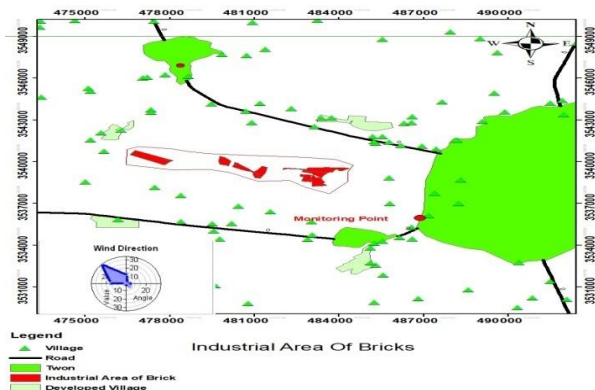 475000 478000 481000 484000 487000 490000
3549000
3546000
3543000
3540000
3537000
3534000
3531000
N
W E
S
Monitoring Point
Wind Direction
30
20
10
20
Angle
Value
10
20
30
475000 478000 481000 484000 487000 490000
Legend
Industrial Area Of Bricks
Village
Road
Twon
Industrial Area of Brick
Developed Village